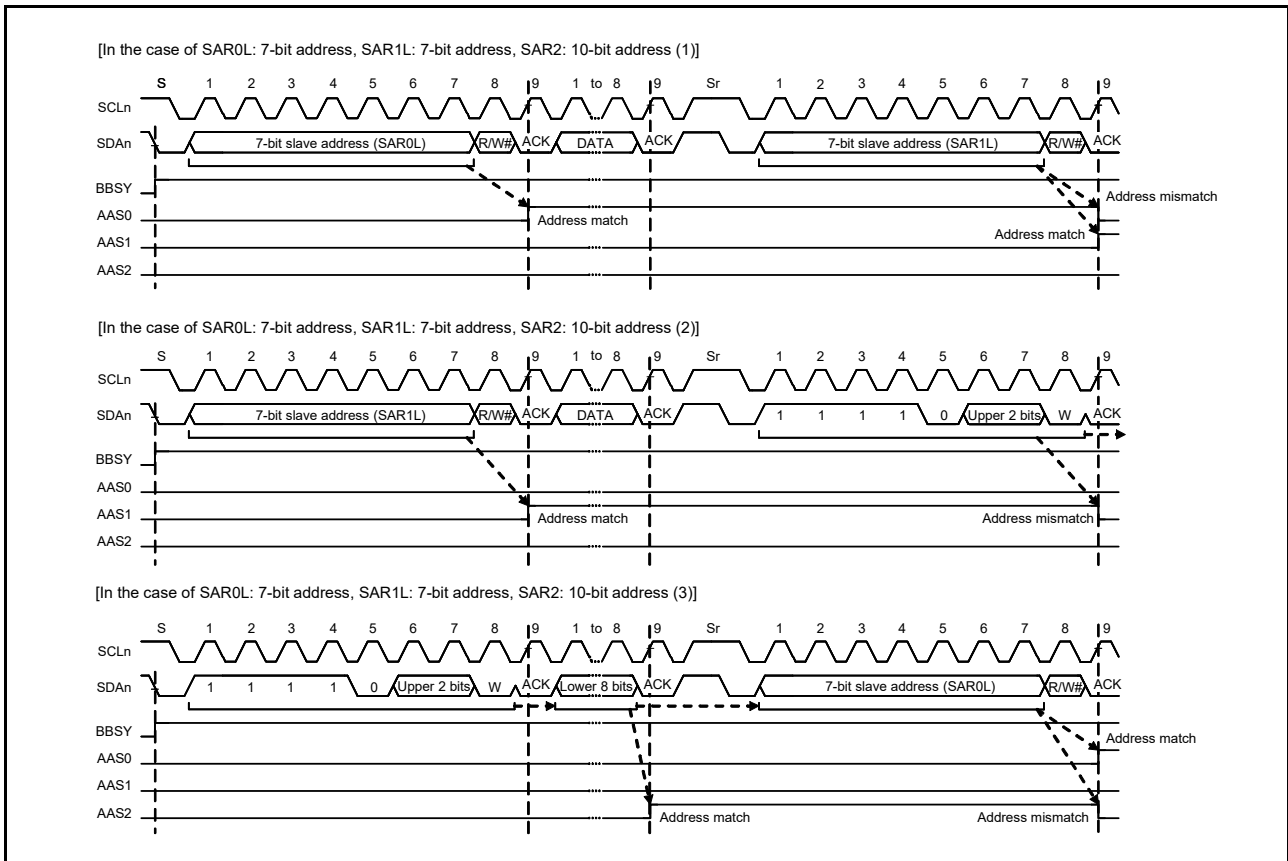 [In the case of SAR0L: 7-bit address, SAR1L: 7-bit address, SAR2: 10-bit address (1)]
S 1 2 3 4 5 6 7 8 9 1 to 8 9 Sr 1 2 3 4 5 6 7 8 9
SCLn
SDAn 7-bit slave address (SAR0L) R/W# ACK DATA ACK 7-bit slave address (SAR1L) R/W# ACK
BBSY
Address mismatch
AAS0
Address match
AAS1
Address match
AAS2
[In the case of SAR0L: 7-bit address, SAR1L: 7-bit address, SAR2: 10-bit address (2)]
S 1 2 3 4 5 6 7 8 9 1 to 8 9 Sr 1 2 3 4 5 6 7 8 9
SCLn
SDAn 7-bit slave address (SAR1L) R/W# ACK DATA ACK 1 1 1 1 0 Upper 2 bits W ACK
BBSY
AAS0
AAS1 Address match Address mismatch
AAS2
[In the case of SAR0L: 7-bit address, SAR1L: 7-bit address, SAR2: 10-bit address (3)]
S 1 2 3 4 5 6 7 8 9 1 to 8 9 Sr 1 2 3 4 5 6 7 8 9
SCLn
SDAn 1 1 1 1 0 Upper 2 bits W ACK Lower 8 bits ACK 7-bit slave address (SAR0L) R/W# ACK
BBSY
Address match
AAS0
AAS1
AAS2 Address match Address mismatch